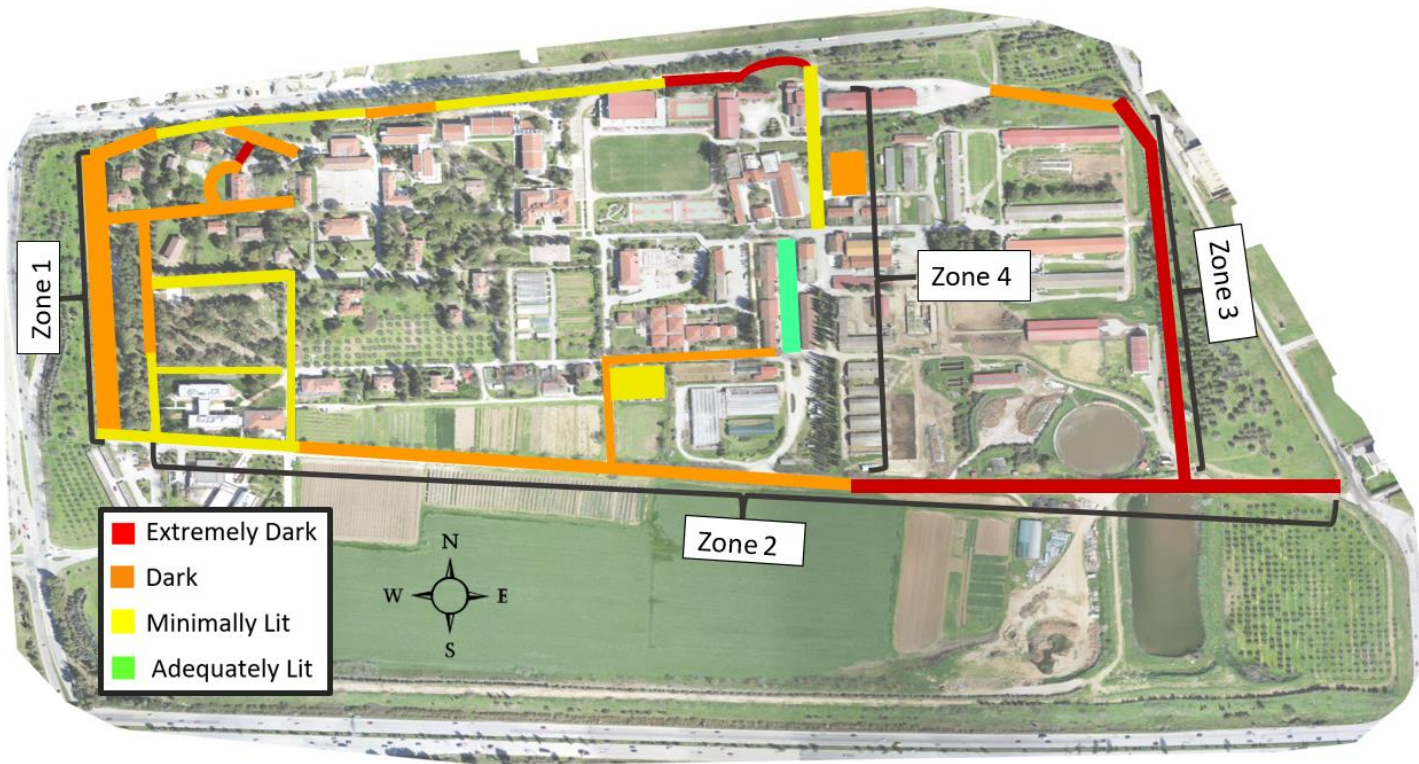 Zone 1
Zone 4
Zone 3
Zone 2
Extremely Dark
Dark
Minimally Lit
Adequately Lit
N
W E
S